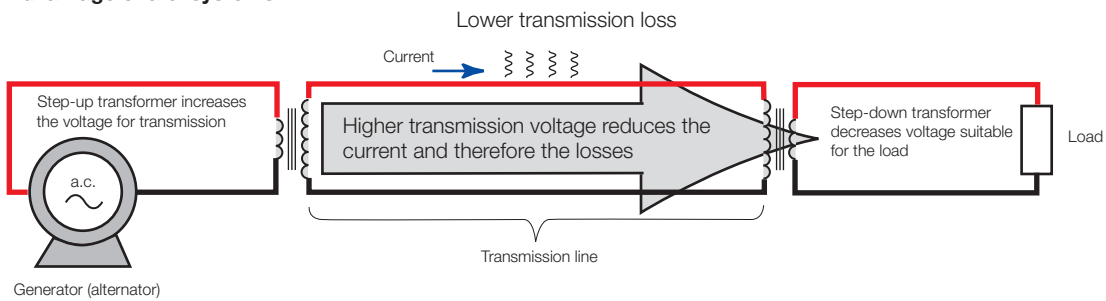 Lower transmission loss
Current
Step-up transformer increases
the voltage for transmission
Higher transmission voltage reduces the
current and therefore the losses
Step-down transformer
decreases voltage suitable
for the load
Load
a.c.
Transmission line
Generator (alternator)